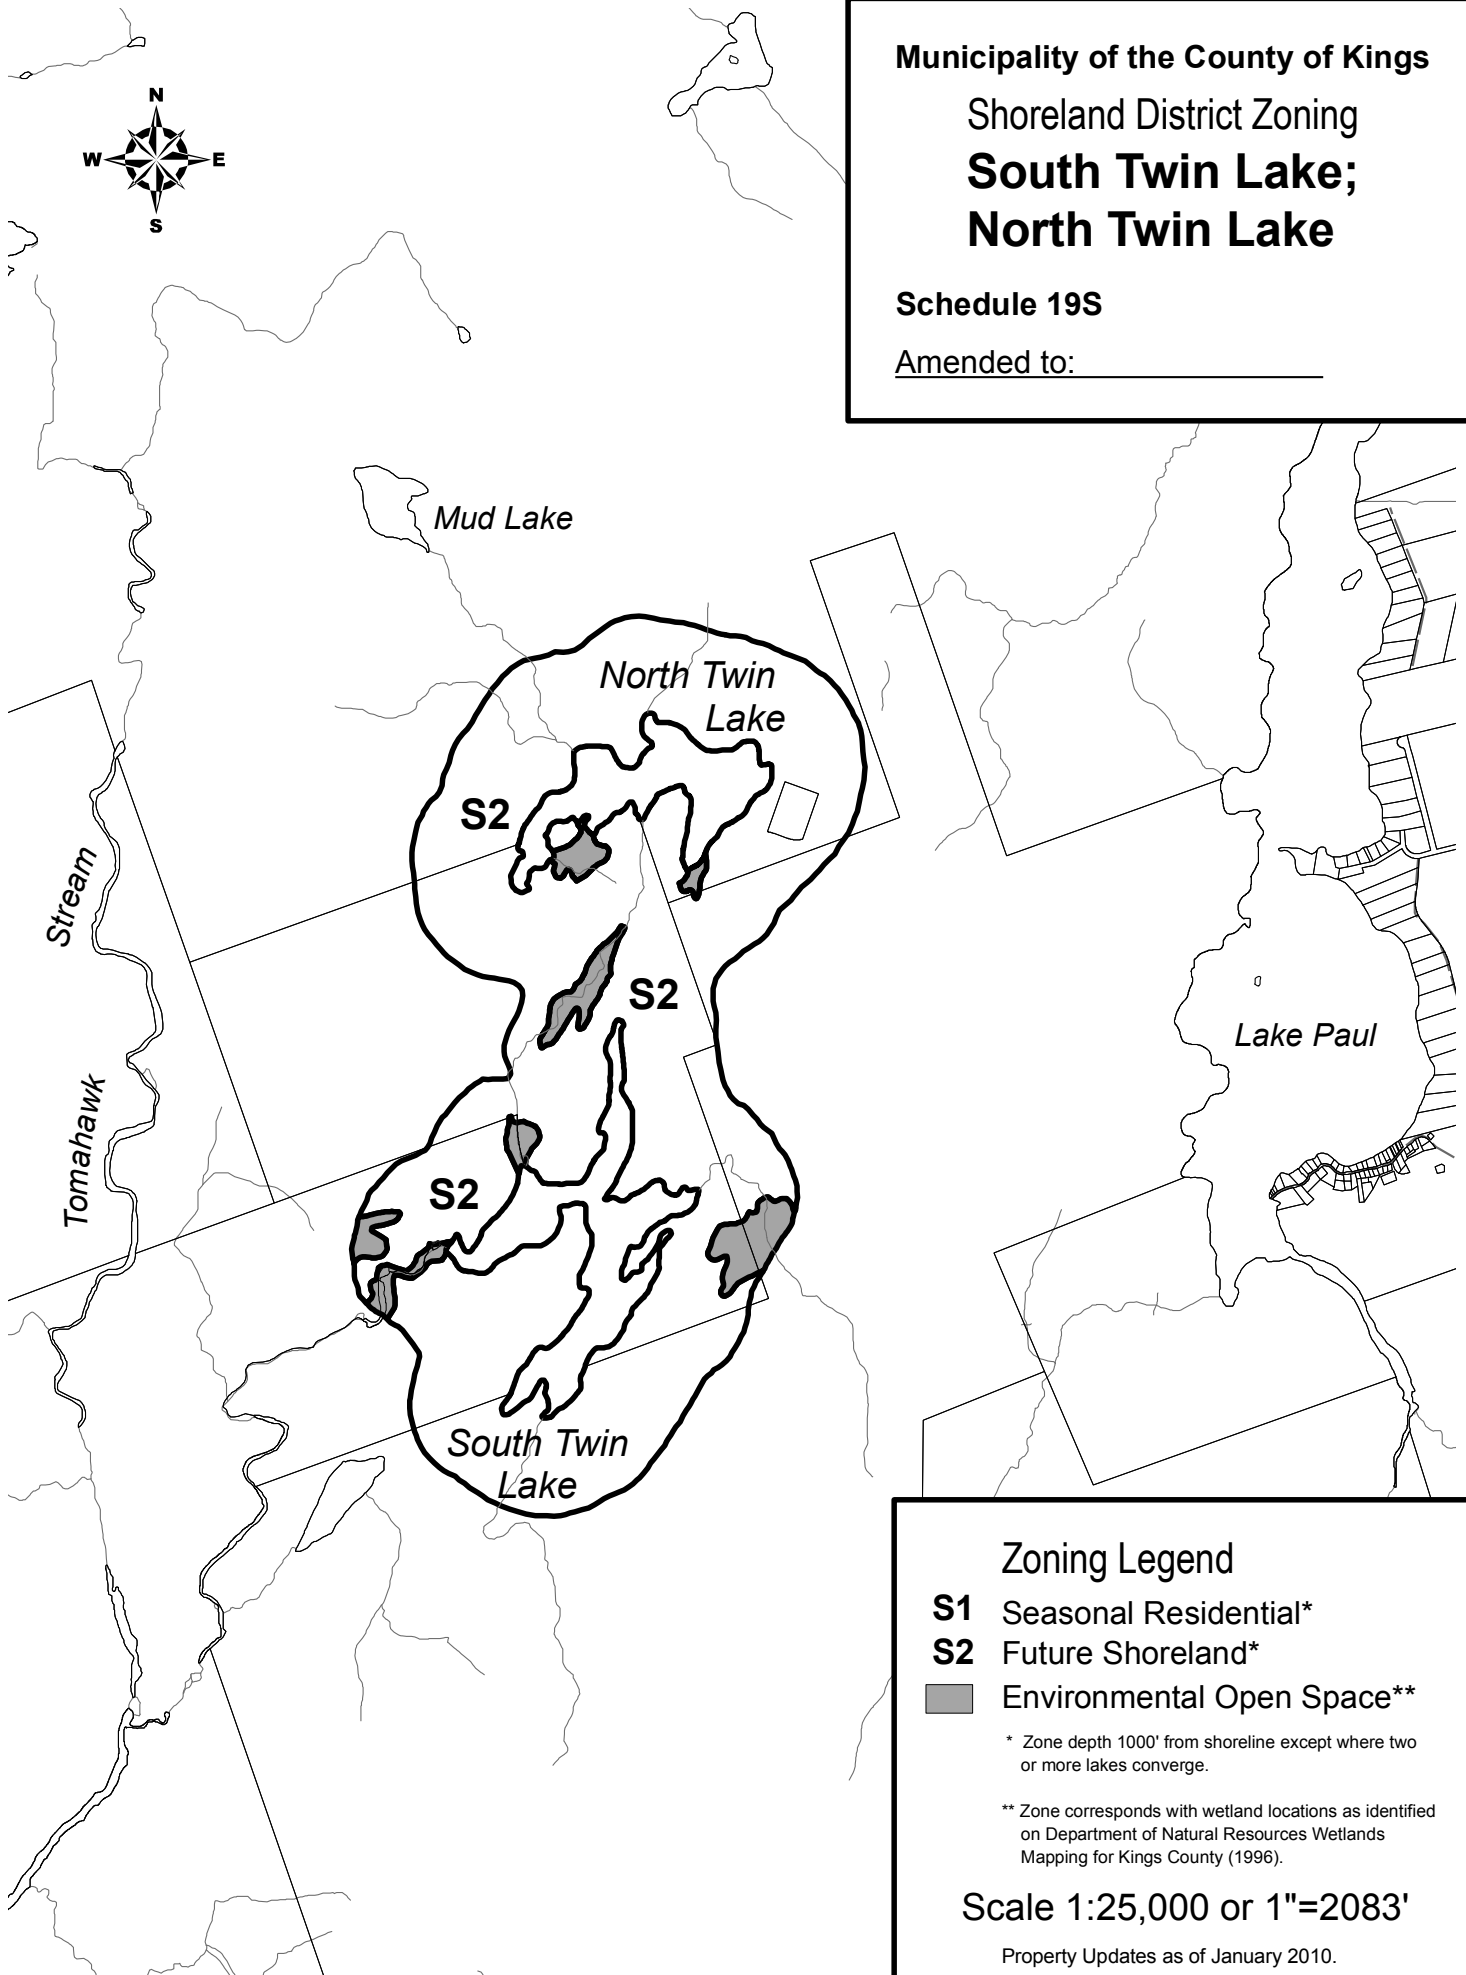 Municipality of the County of Kings
Shoreland District Zoning
South Twin Lake;
North Twin Lake
Schedule 19S
Amended to:
N
W
E
S
Mud Lake
North Twin
Lake
S2
Stream
S2
Lake Paul
Tomahawk
S2
South Twin
Lake
Zoning Legend
S1 Seasonal Residential*
S2 Future Shoreland*
Environmental Open Space**
* Zone depth 1000' from shoreline except where two
or more lakes converge.
** Zone corresponds with wetland locations as identified
on Department of Natural Resources Wetlands
Mapping for Kings County (1996).
Scale 1:25,000 or 1"=2083'
Property Updates as of January 2010.